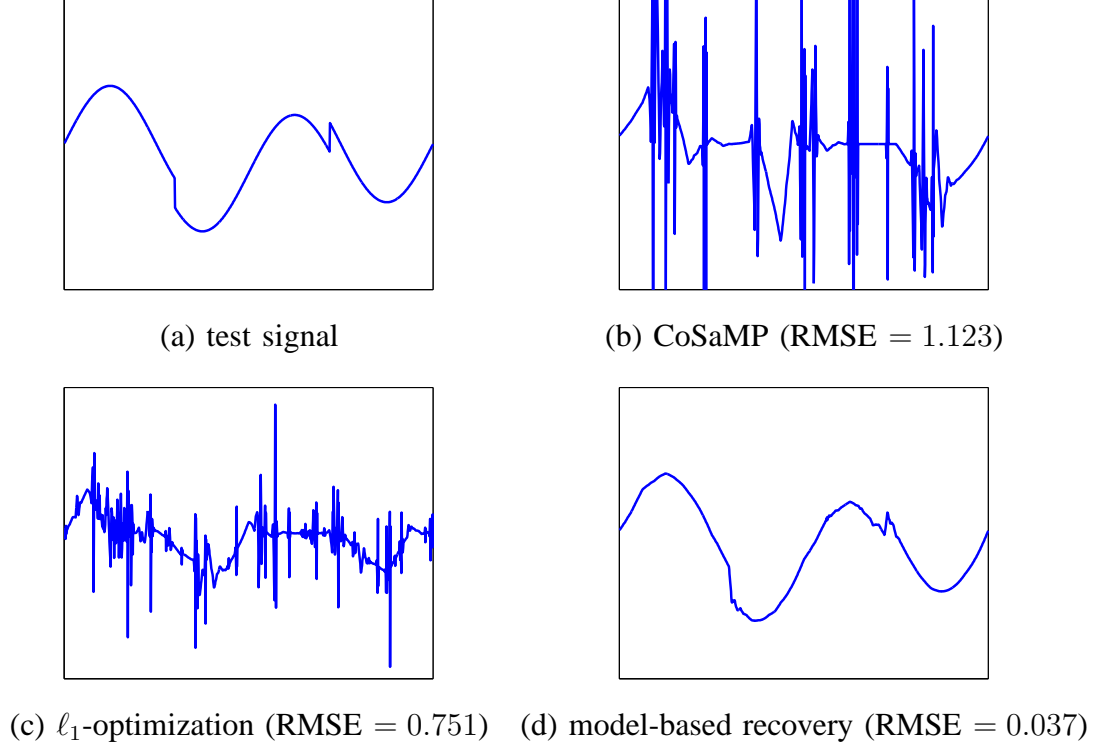 (a) test signal
(b) CoSaMP (RMSE = 1.123)
(c) ℓ₁-optimization (RMSE = 0.751)
(d) model-based recovery (RMSE = 0.037)